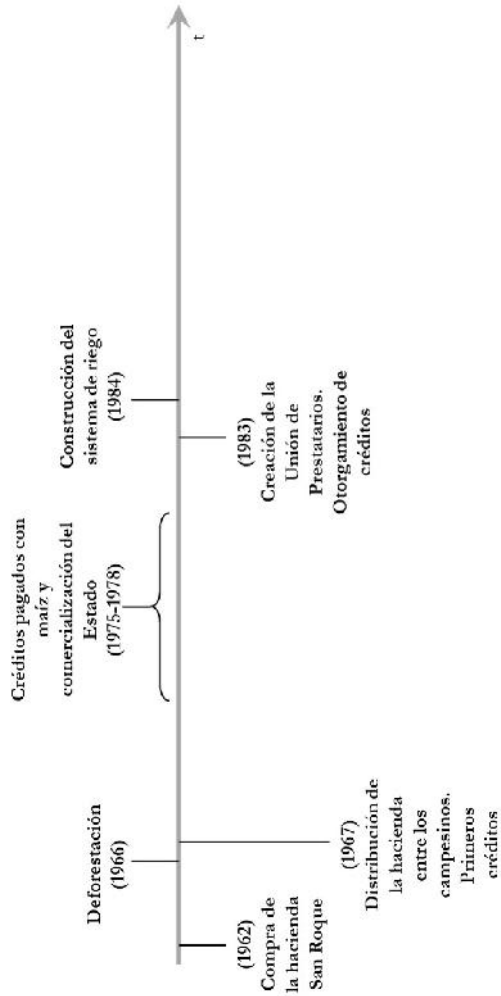 (1962)
Compra de
la hacienda
San Roque
Deforestación
(1966)
(1967)
Distribución de
la hacienda
entre los
campesinos.
Primeros
créditos
Créditos pagados con
maíz y
comercialización del
Estado
(1975-1978)
(1983)
Creación de la
Unión de
Prestatarios.
Otorgamiento de
créditos
Construcción del
sistema de riego
(1984)
t